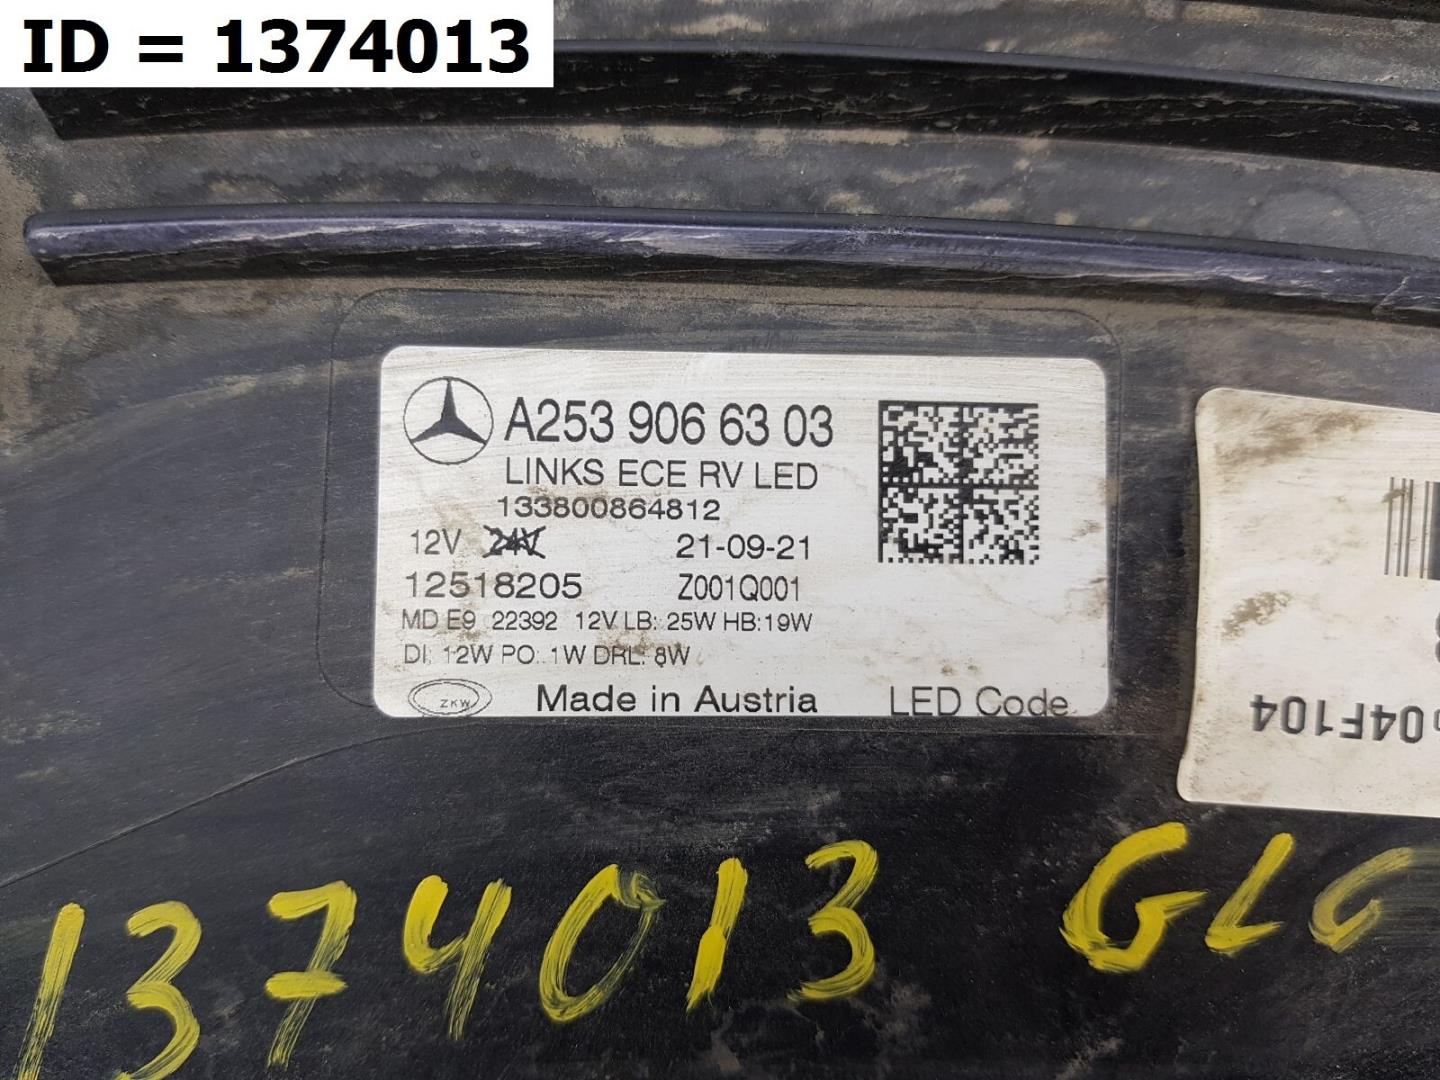 ID = 1374013
A253 906 63 03
LINKS ECE RV LED
133800864812
12V 24V 21-09-21
12518205 Z001Q001
MD E9 22392 12V LB: 25W HB:19W
DI: 12W PO: 1W DRL: 8W
ZKW Made in Austria LED Code
04F104
1374013 GLC